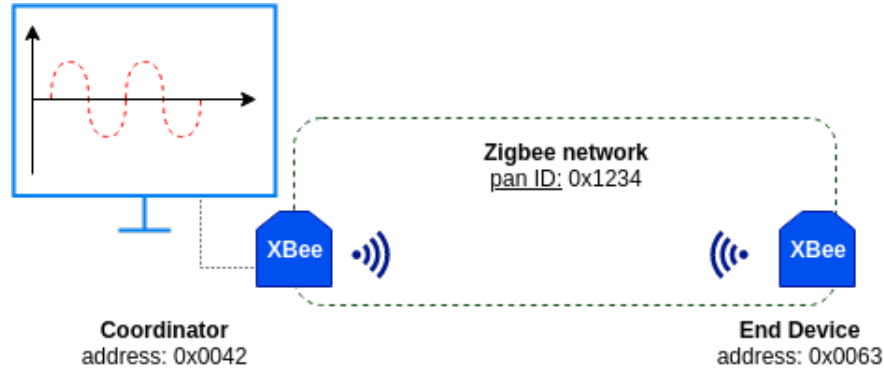 Zigbee network
pan ID: 0x1234
XBee
XBee
Coordinator
address: 0x0042
End Device
address: 0x0063